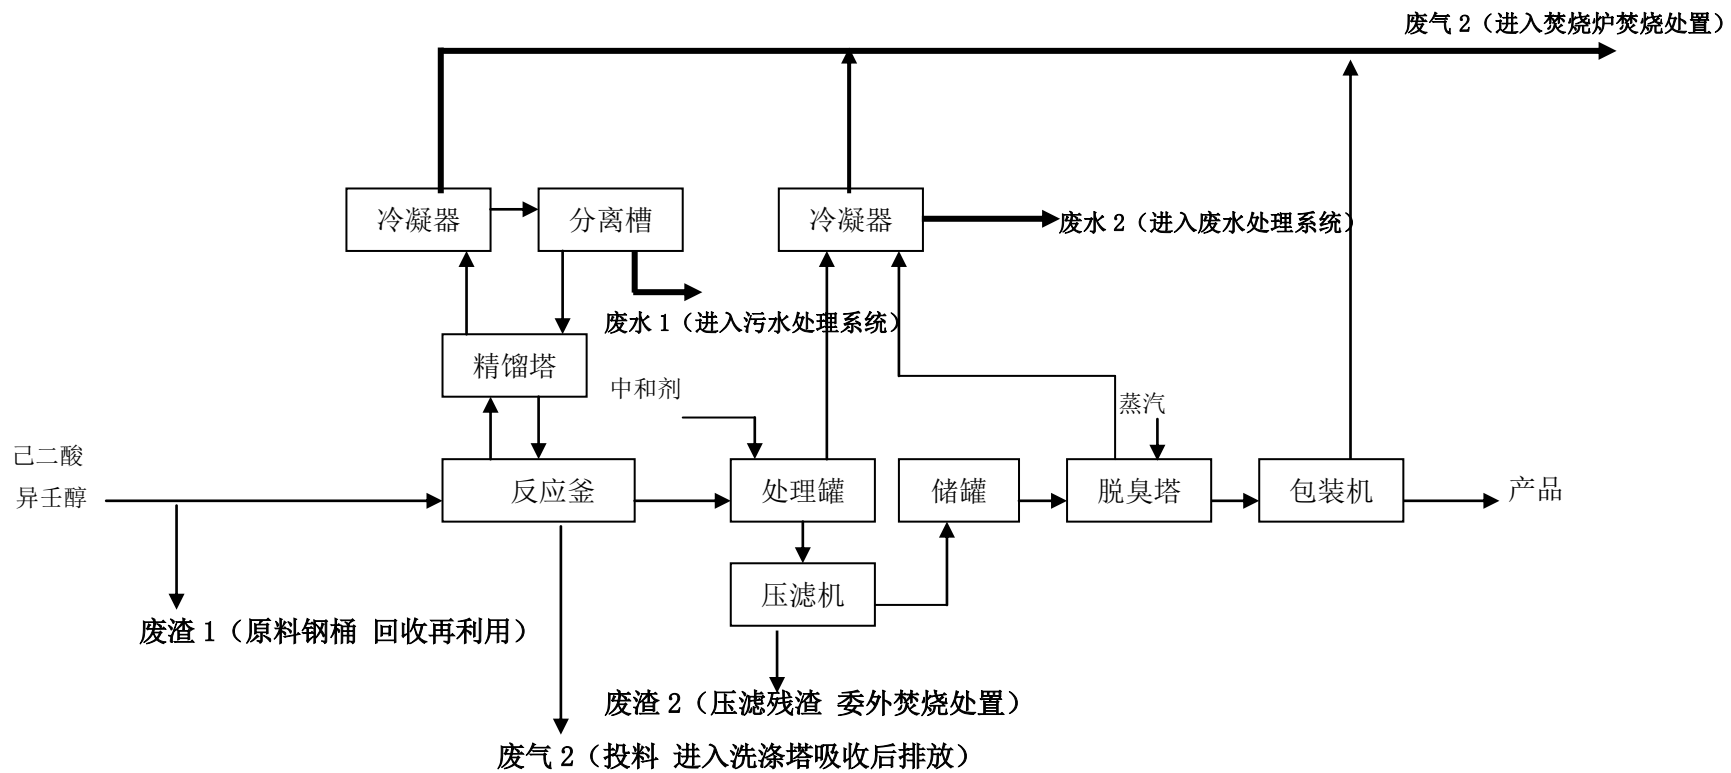 废气 2（进入焚烧炉焚烧处置）
冷凝器
分离槽
冷凝器
废水 2（进入废水处理系统）
废水 1（进入污水处理系统）
精馏塔
中和剂
蒸汽
己二酸
异壬醇
反应釜
处理罐
储罐
脱臭塔
包装机
产品
压滤机
废渣 1（原料钢桶 回收再利用）
废渣 2（压滤残渣 委外焚烧处置）
废气 2（投料 进入洗涤塔吸收后排放）